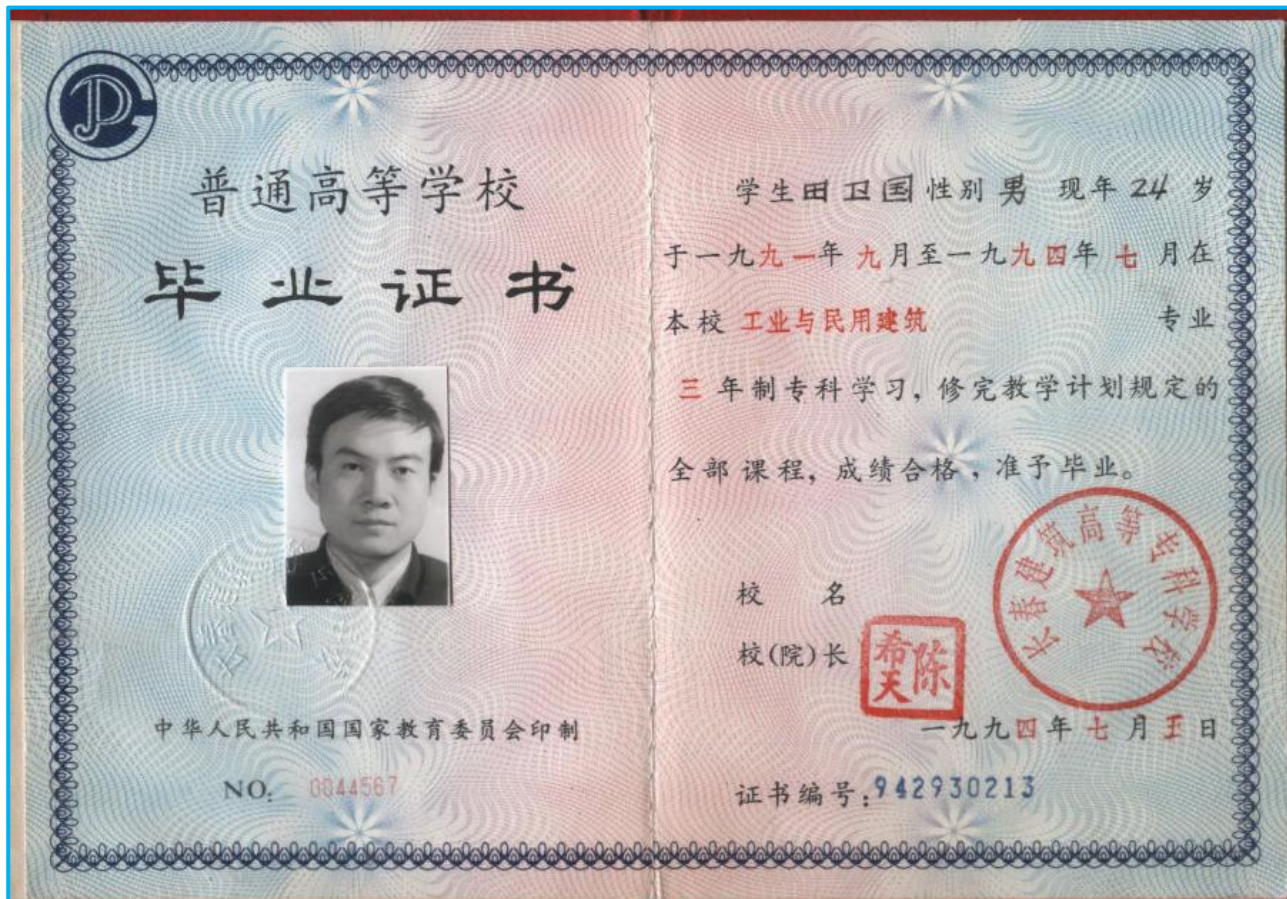 普通高等学校
毕业证书
中华人民共和国国家教育委员会印制
NO: 0044567
学生田卫国性别男 现年24岁
于一九九一年九月至一九九四年七月在
本校 工业与民用建筑 专业
三年制专科学习，修完教学计划规定的
全部课程，成绩合格，准予毕业。
校 名
长春建筑高等专科学校
校(院)长
陈希天
一九九四年七月五日
证书编号:942930213